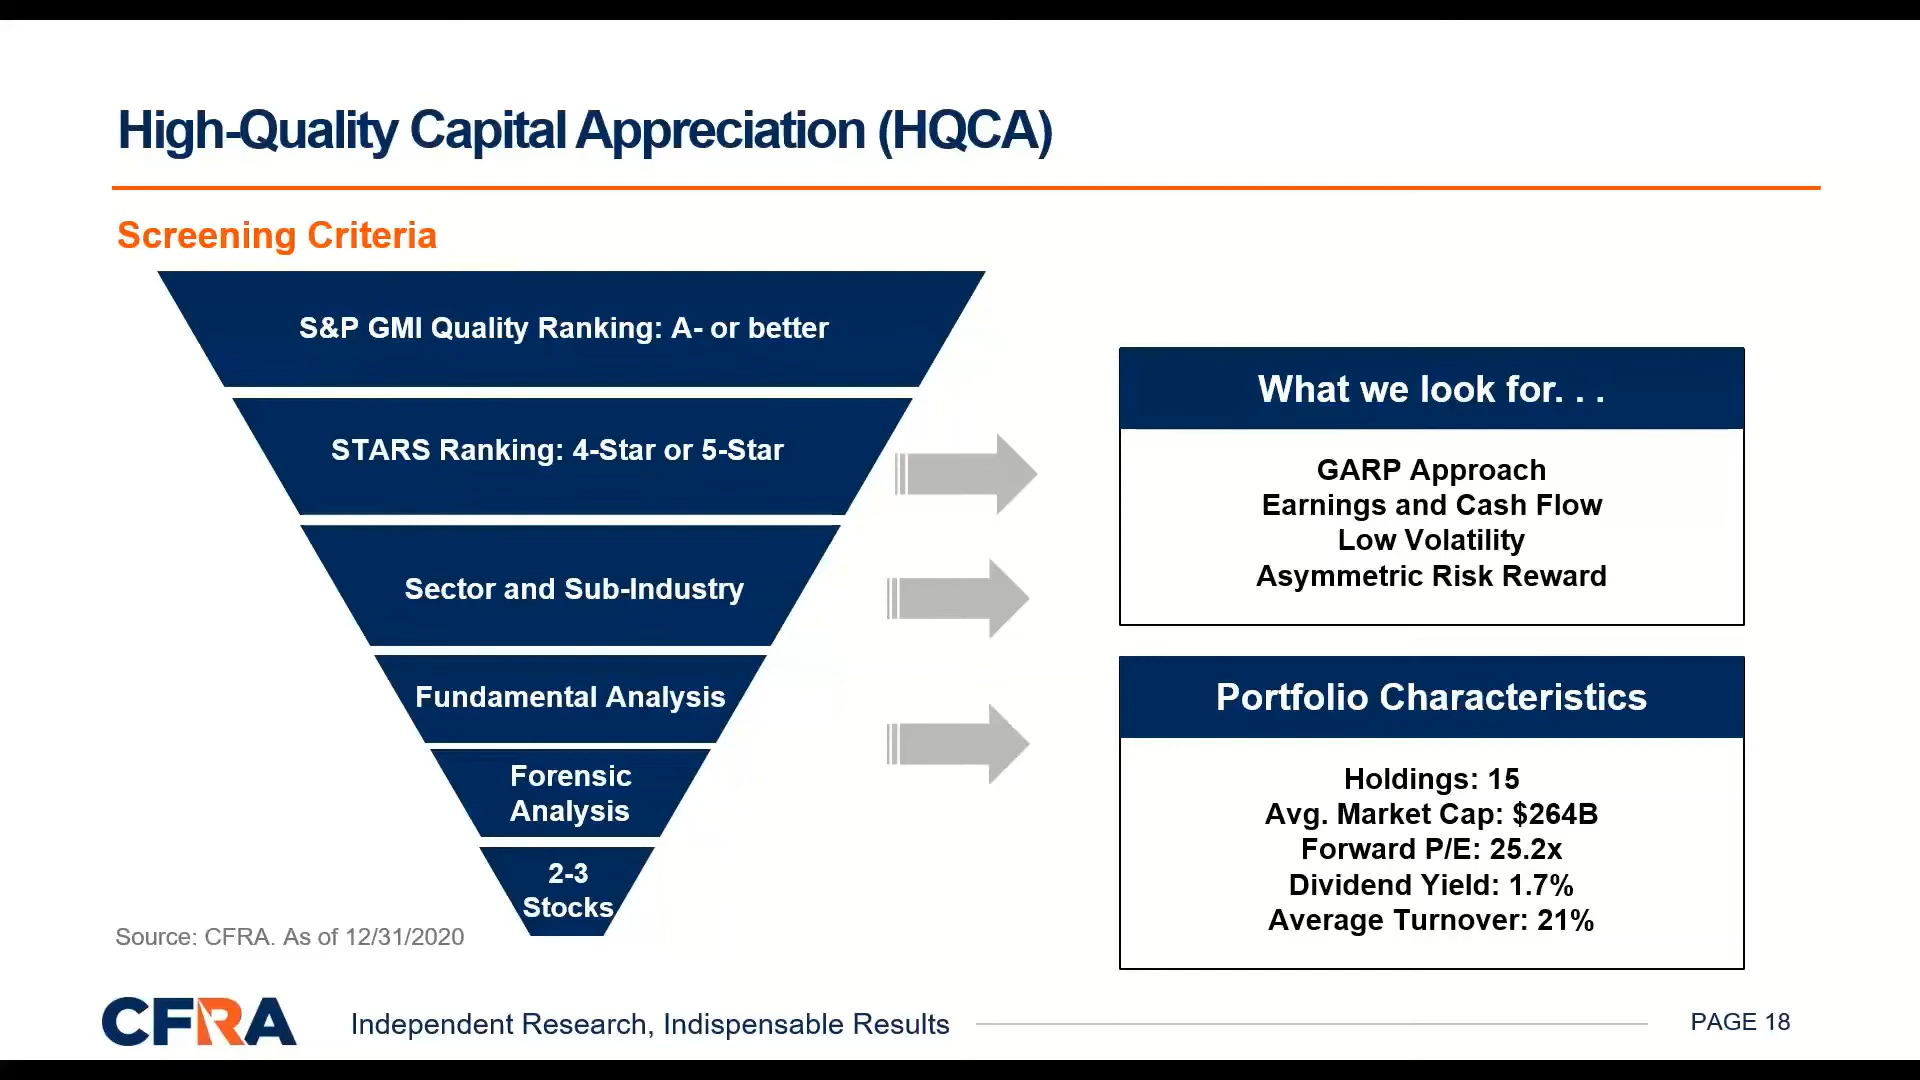 High-Quality Capital Appreciation (HQCA)
Screening Criteria
S&P GMI Quality Ranking: A- or better
STARS Ranking: 4-Star or 5-Star
Sector and Sub-Industry
Fundamental Analysis
Forensic
Analysis
2-3
Stocks
What we look for. . .
GARP Approach
Earnings and Cash Flow
Low Volatility
Asymmetric Risk Reward
Portfolio Characteristics
Holdings: 15
Avg. Market Cap: $264B
Forward P/E: 25.2x
Dividend Yield: 1.7%
Average Turnover: 21%
Source: CFRA. As of 12/31/2020
CFRA
Independent Research, Indispensable Results
PAGE 18